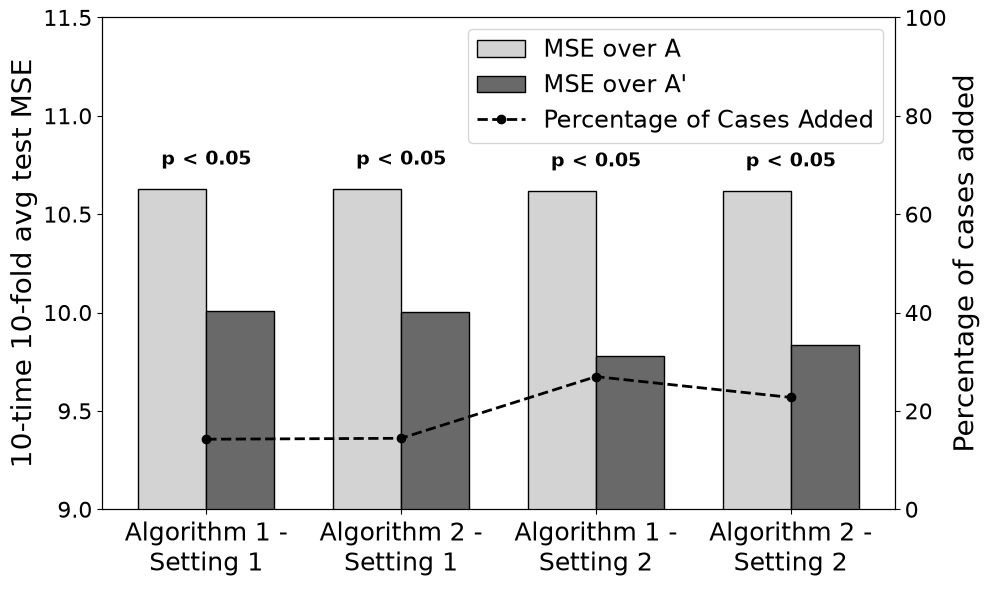 10-time 10-fold avg test MSE
11.5
11.0
10.5
10.0
9.5
9.0
MSE over A
MSE over A'
Percentage of Cases Added
p < 0.05
p < 0.05
p < 0.05
p < 0.05
100
80
60
40
20
0
Percentage of cases added
Algorithm 1 -
Setting 1
Algorithm 2 -
Setting 1
Algorithm 1 -
Setting 2
Algorithm 2 -
Setting 2